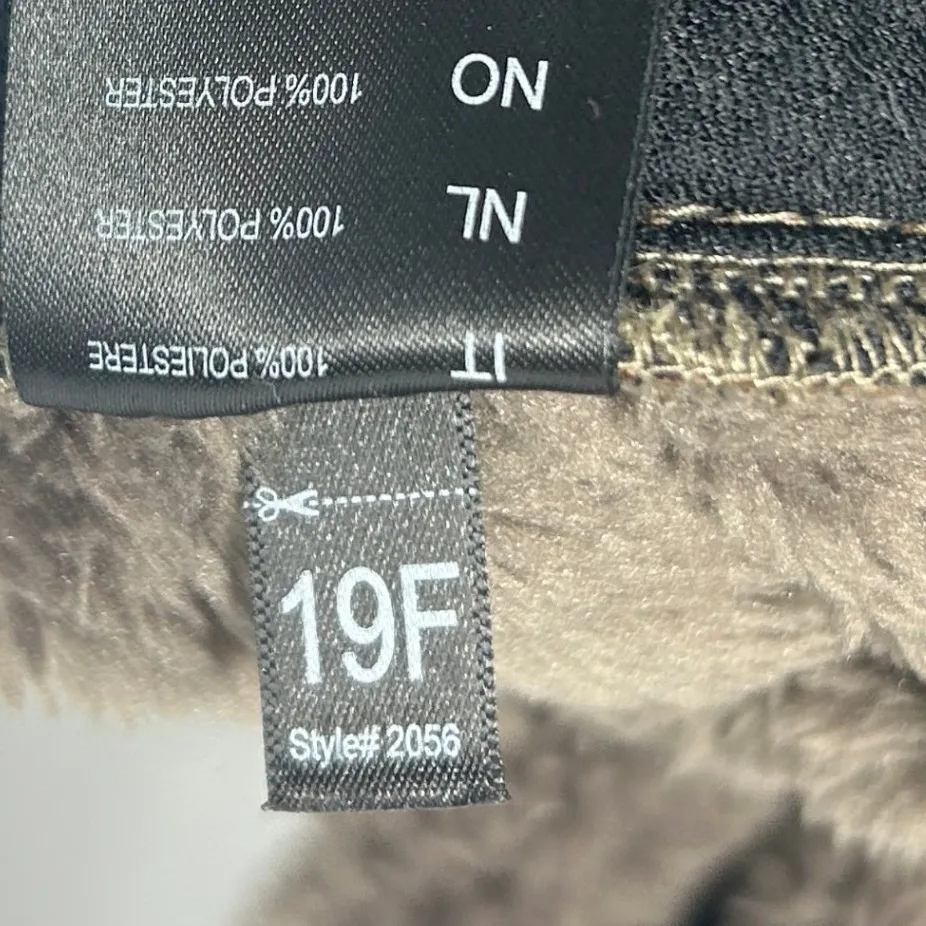 NO 100% POLYESTER
NL 100% POLYESTER
IT 100% POLIESTERE
19F
Style# 2056